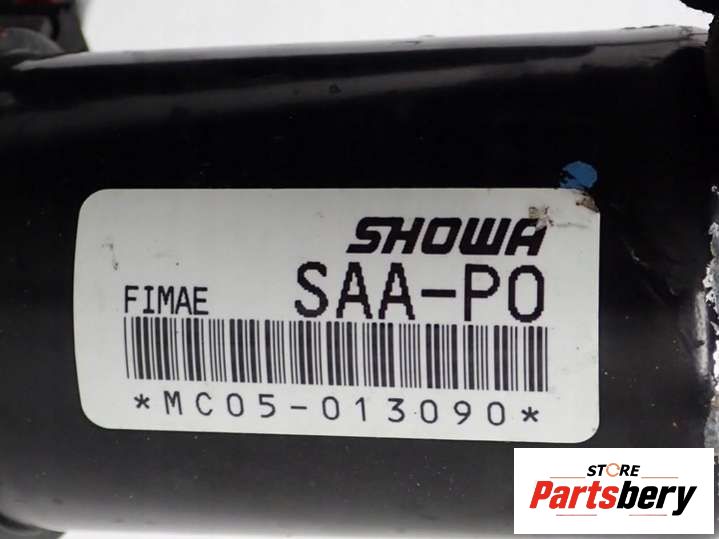 SHOWA
FIMAE SAA-P0
*MC05-013090*
STORE
Partsbery